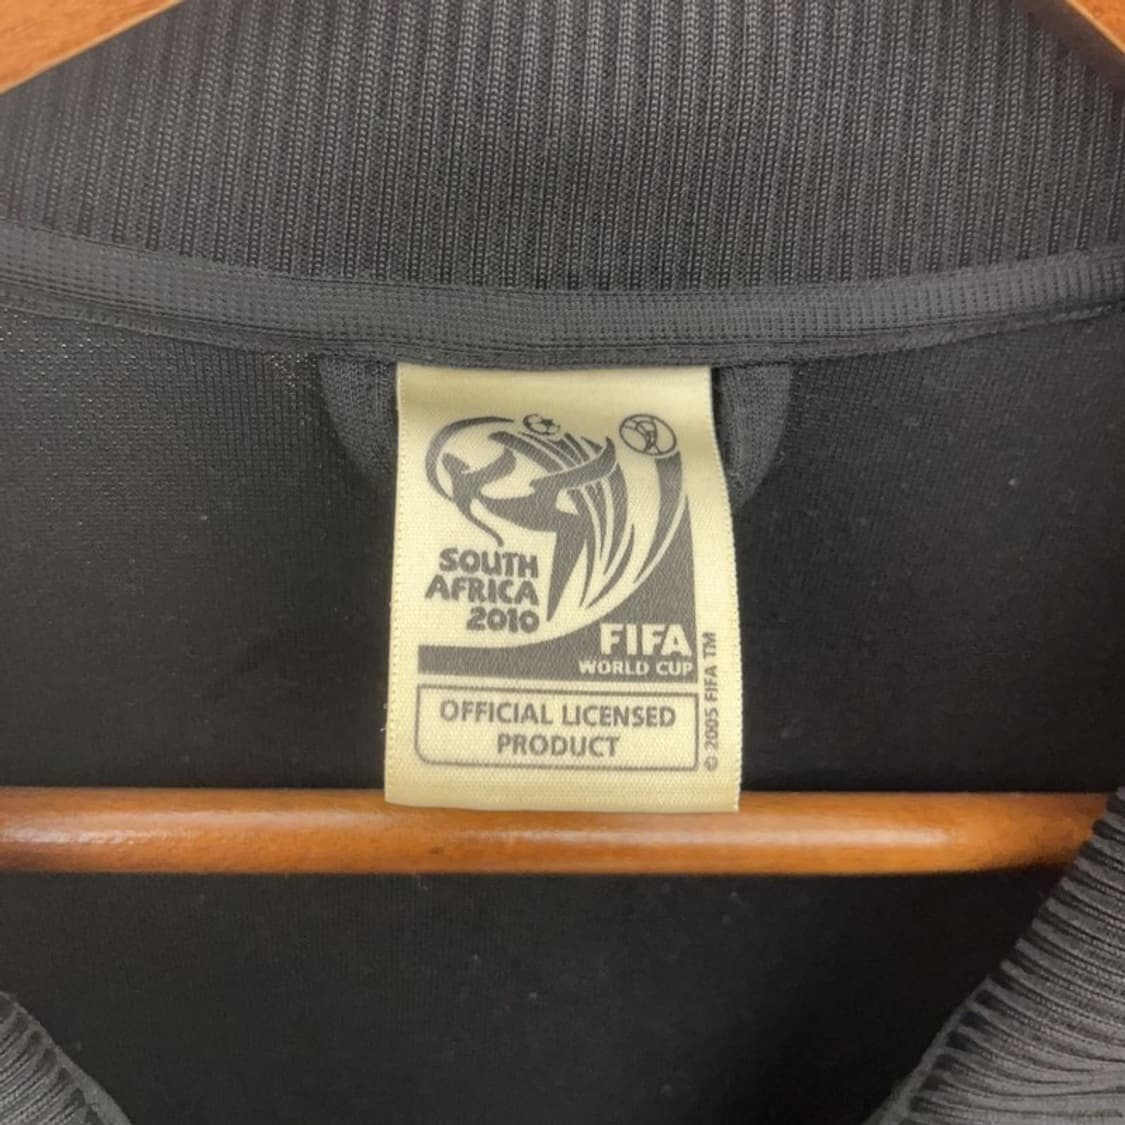 SOUTH
AFRICA
2010
FIFA
WORLD CUP
OFFICIAL LICENSED
PRODUCT
© 2005 FIFA TM